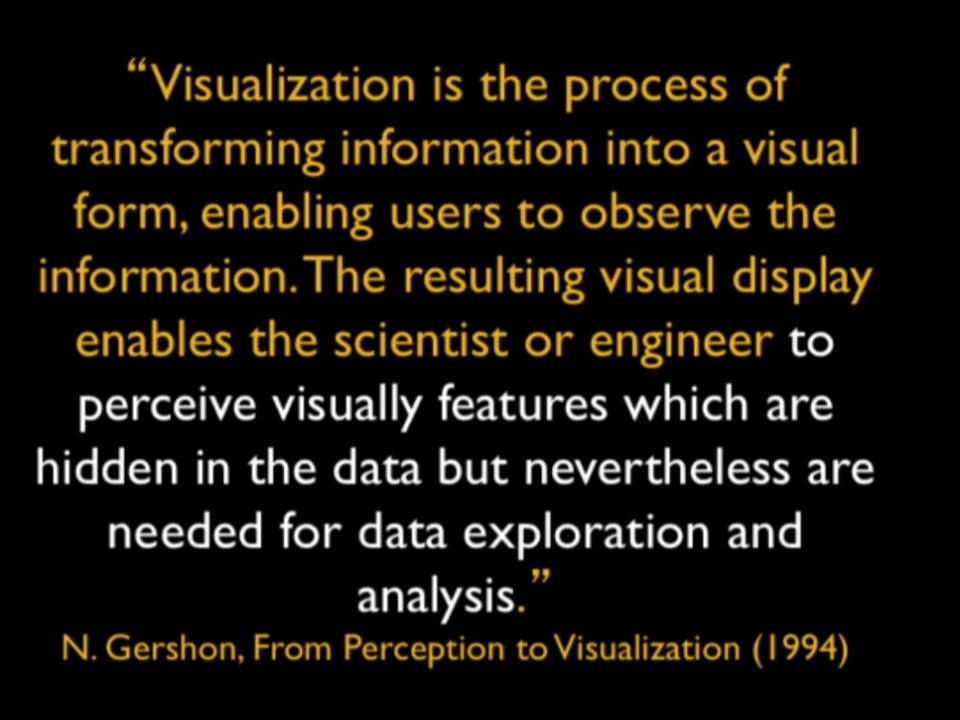 “Visualization is the process of
transforming information into a visual
form, enabling users to observe the
information. The resulting visual display
enables the scientist or engineer to
perceive visually features which are
hidden in the data but nevertheless are
needed for data exploration and
analysis.”
N. Gershon, From Perception to Visualization (1994)